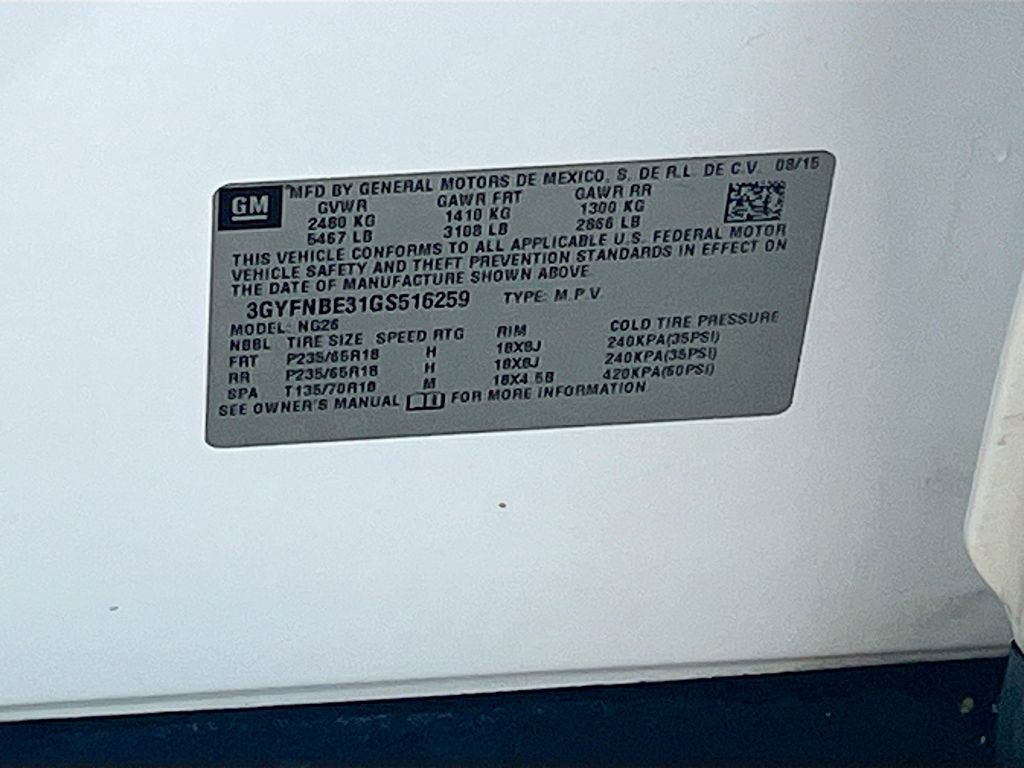 GM MFD BY GENERAL MOTORS DE MEXICO, S. DE R.L. DE C.V. 08/15
GVWR GAWR FRT GAWR RR
2480 KG 1410 KG 1300 KG
5467 LB 3108 LB 2866 LB
THIS VEHICLE CONFORMS TO ALL APPLICABLE U.S. FEDERAL MOTOR
VEHICLE SAFETY AND THEFT PREVENTION STANDARDS IN EFFECT ON
THE DATE OF MANUFACTURE SHOWN ABOVE.
3GYFNBE31GS516259 TYPE: M.P.V.
MODEL: NG26
NBBL TIRE SIZE SPEED RTG RIM COLD TIRE PRESSURE
FRT P235/65R18 H 18X8J 240KPA(35PSI)
RR P235/65R18 H 18X8J 240KPA(35PSI)
SPA T135/70R18 M 18X4.5B 420KPA(60PSI)
SEE OWNER'S MANUAL FOR MORE INFORMATION